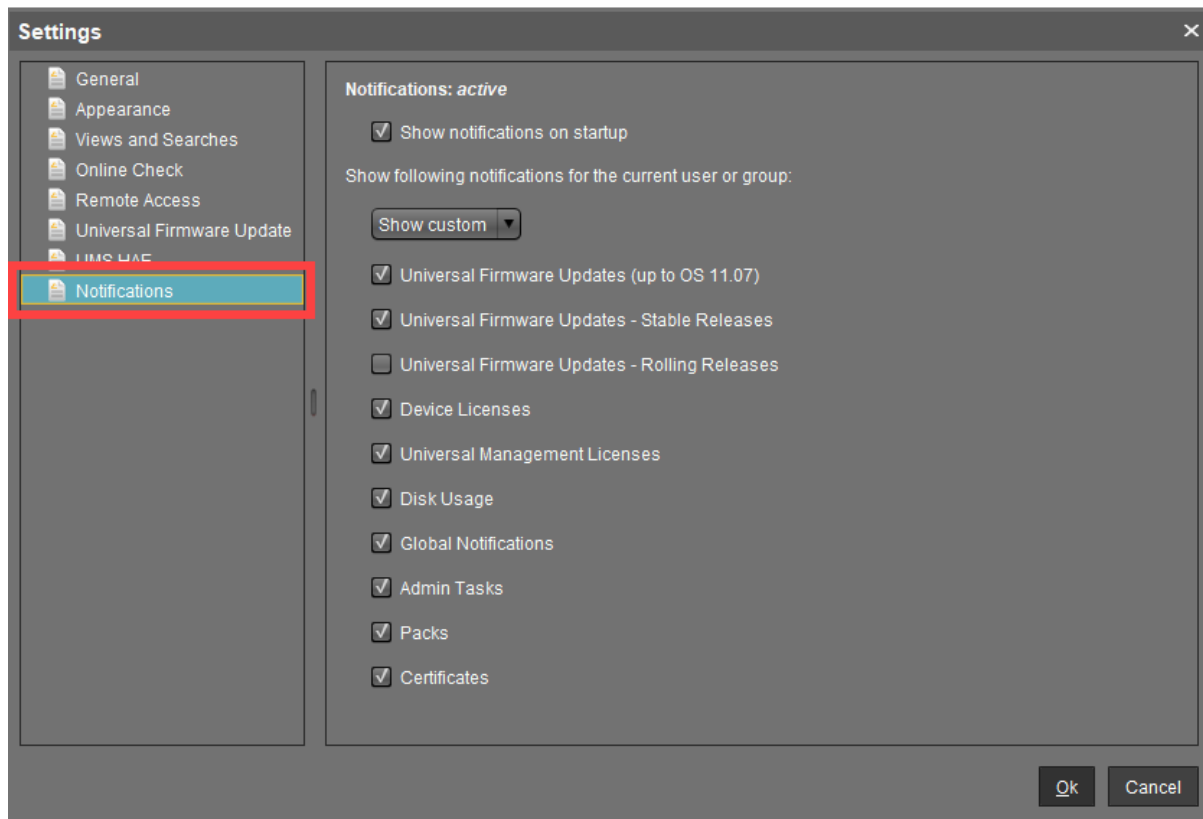 Settings
General
Appearance
Views and Searches
Online Check
Remote Access
Universal Firmware Update
UMS HAE
Notifications
Notifications: active
Show notifications on startup
Show following notifications for the current user or group:
Show custom
Universal Firmware Updates (up to OS 11.07)
Universal Firmware Updates - Stable Releases
Universal Firmware Updates - Rolling Releases
Device Licenses
Universal Management Licenses
Disk Usage
Global Notifications
Admin Tasks
Packs
Certificates
Ok
Cancel